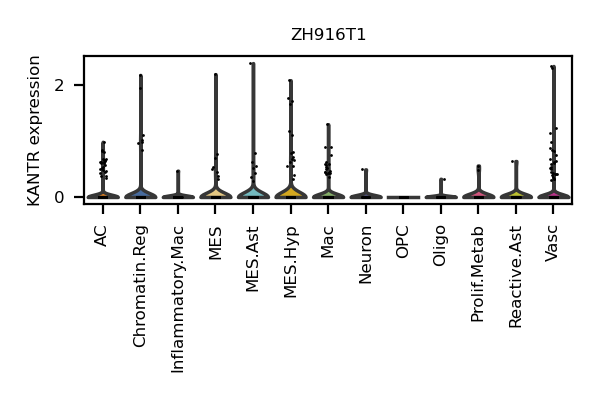 ZH916T1
KANTR expression
2
0
AC
Chromatin.Reg
Inflammatory.Mac
MES
MES.Ast
MES.Hyp
Mac
Neuron
OPC
Oligo
Prolif.Metab
Reactive.Ast
Vasc